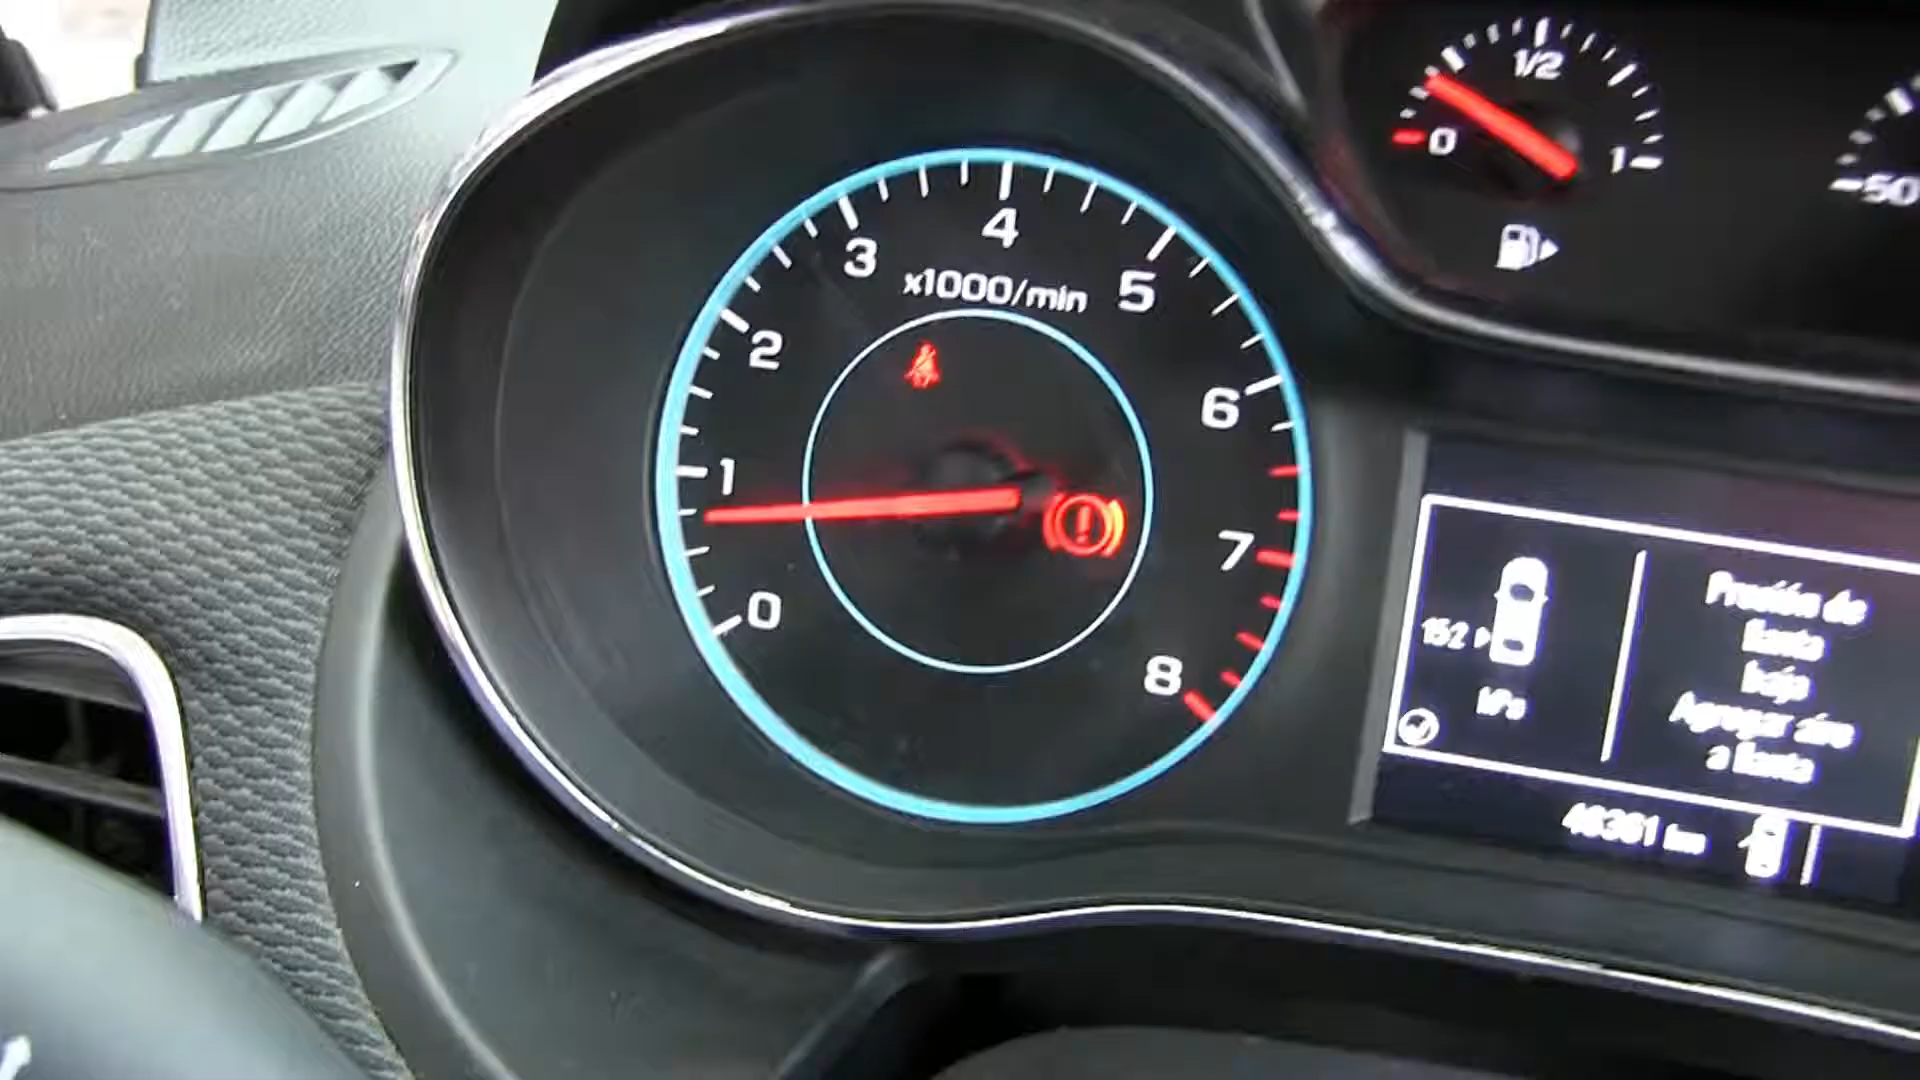 0
1
2
3
4
5
6
7
8
x1000/min
0
1/2
1
-50
152
kPa
Presión de
llanta
baja
Agregar aire
a llanta
46361 km